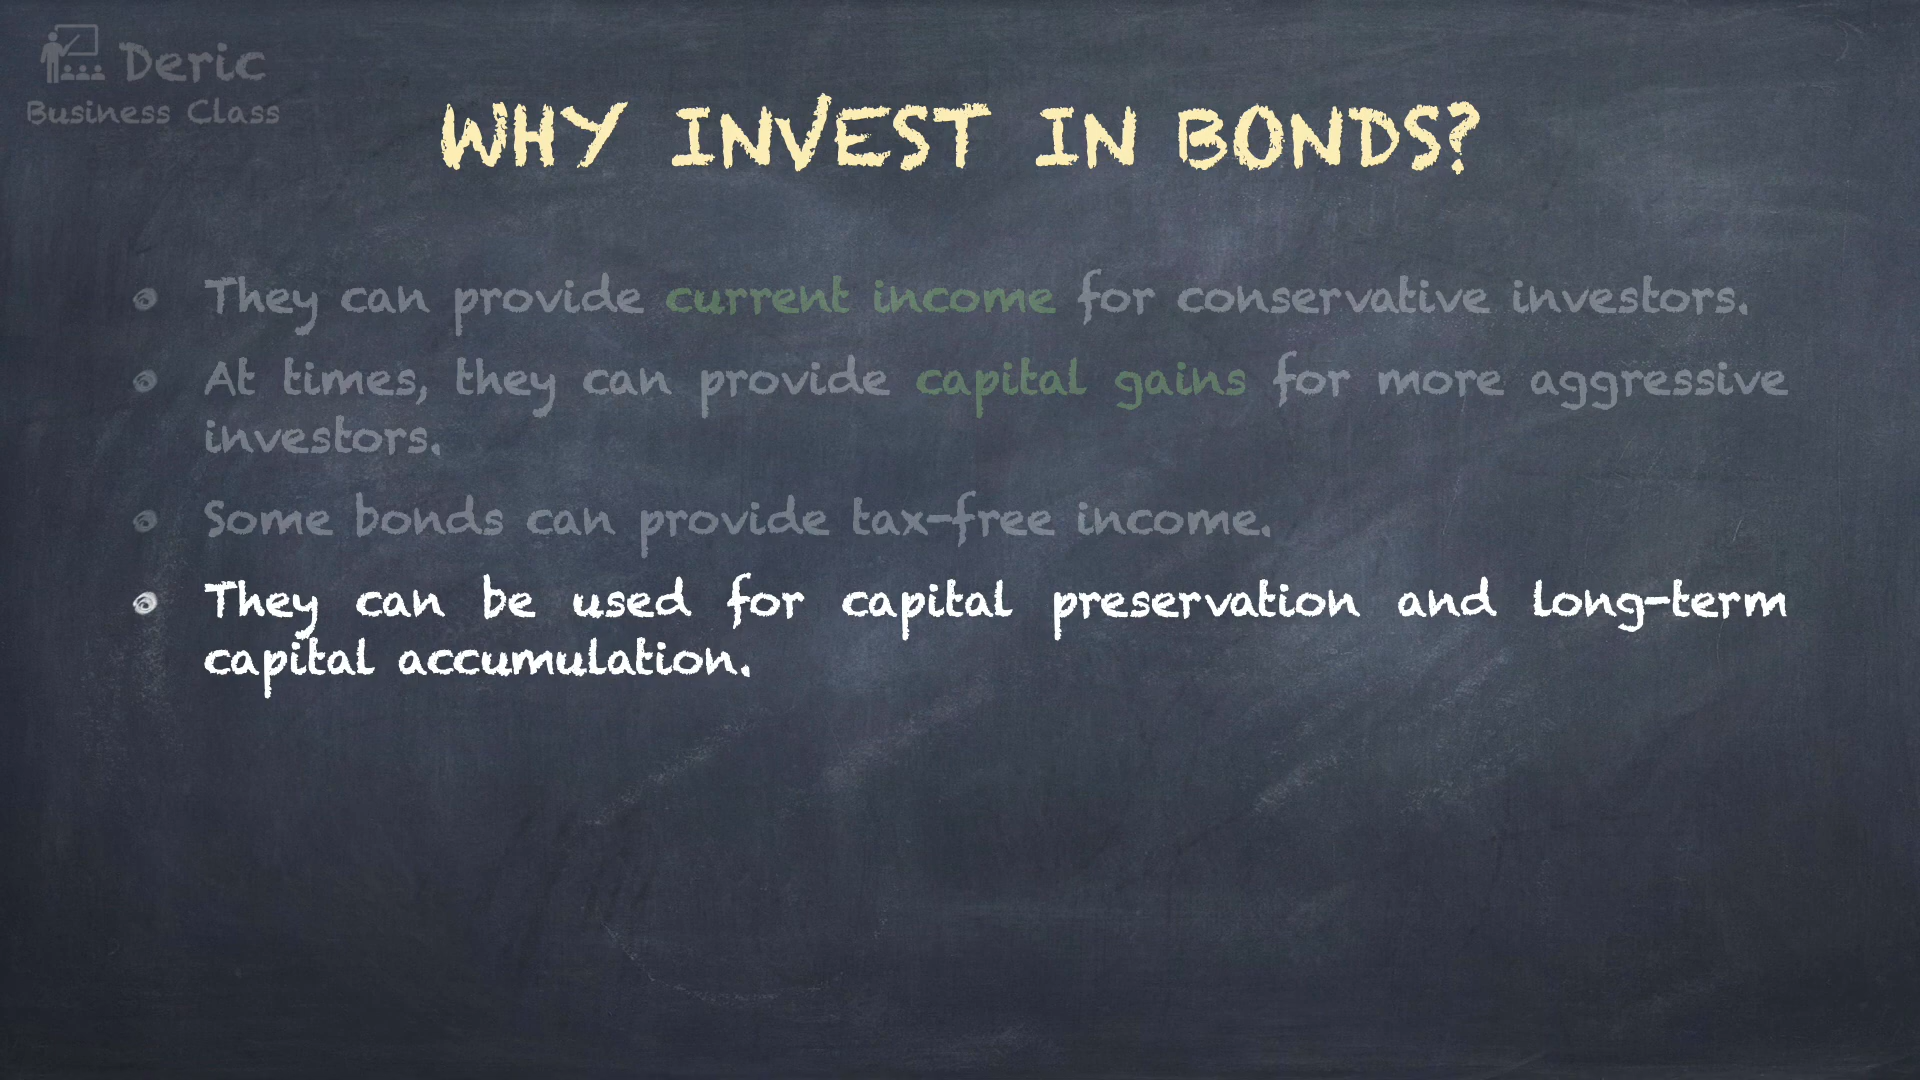 Deric
Business Class
WHY INVEST IN BONDS?
They can provide current income for conservative investors.
At times, they can provide capital gains for more aggressive
investors.
Some bonds can provide tax-free income.
They can be used for capital preservation and long-term
capital accumulation.